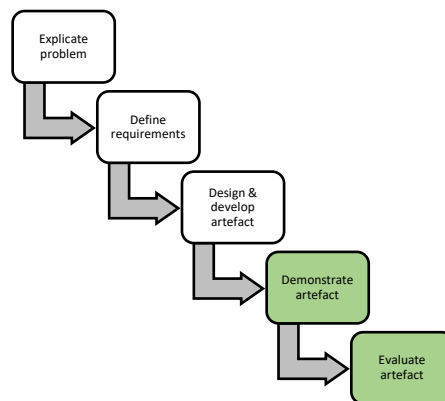 Explicate
problem
Define
requirements
Design &
develop
artefact
Demonstrate
artefact
Evaluate
artefact